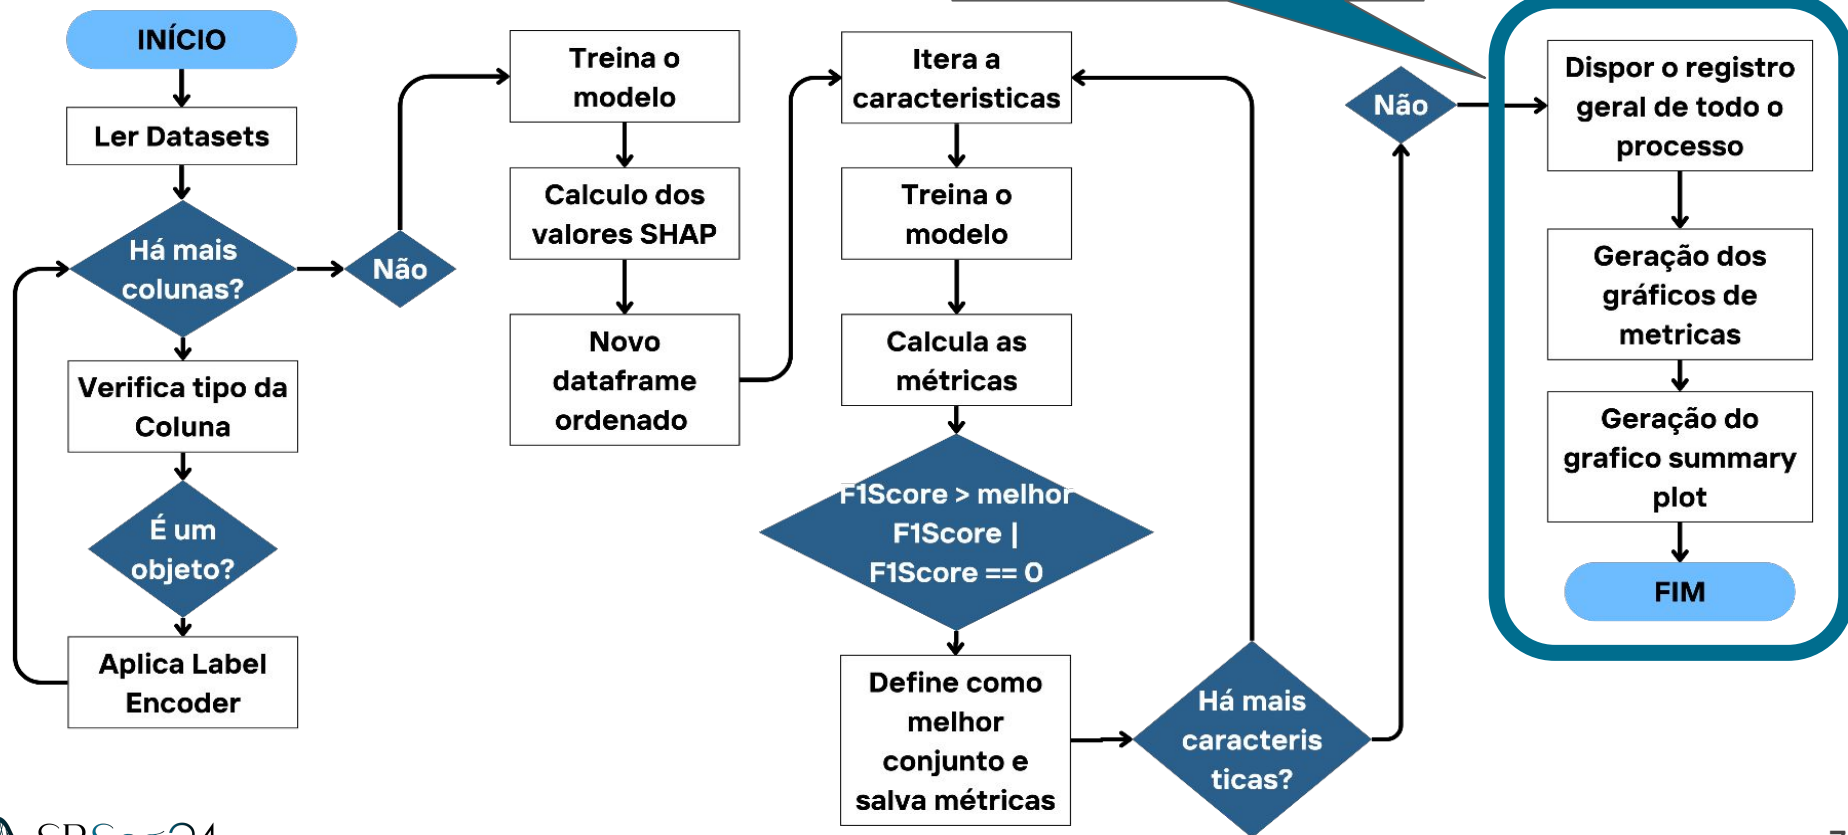 INÍCIO
Ler Datasets
Há mais
colunas?
Não
Verifica tipo da
Coluna
É um
objeto?
Aplica Label
Encoder
Treina o
modelo
Calculo dos
valores SHAP
Novo
dataframe
ordenado
Itera a
caracteristicas
Treina o
modelo
Calcula as
métricas
F1Score > melhor
F1Score |
F1Score == 0
Define como
melhor
conjunto e
salva métricas
Há mais
caracteris
ticas?
Não
Dispor o registro
geral de todo o
processo
Geração dos
gráficos de
metricas
Geração do
grafico summary
plot
FIM